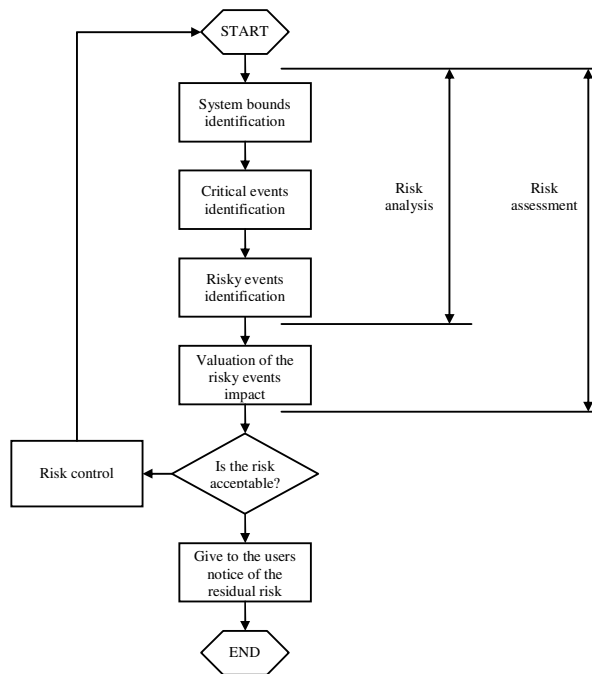 START
System bounds
identification
Critical events
identification
Risky events
identification
Valuation of the
risky events
impact
Risk
analysis
Risk
assessment
Risk control
Is the risk
acceptable?
Give to the users
notice of the
residual risk
END